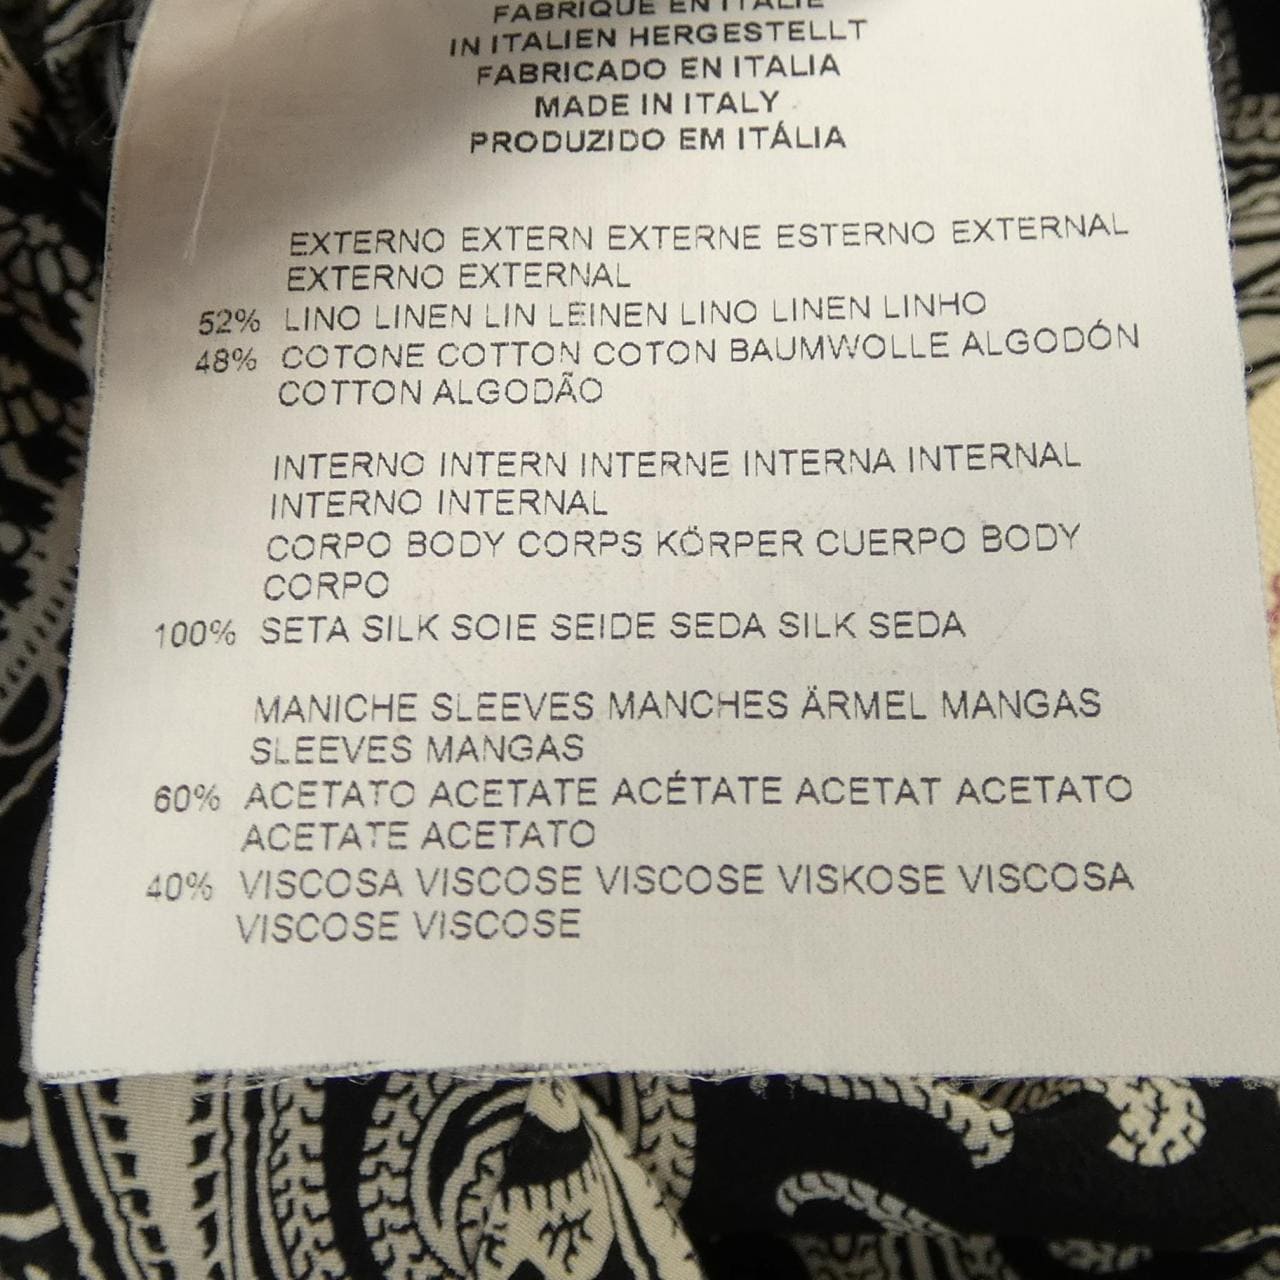 FABRIQUÉ EN ITALIE
IN ITALIEN HERGESTELLT
FABRICADO EN ITALIA
MADE IN ITALY
PRODUZIDO EM ITÁLIA
EXTERNO EXTERN EXTERNE ESTERNO EXTERNAL
EXTERNO EXTERNAL
52% LINO LINEN LIN LEINEN LINO LINEN LINHO
48% COTONE COTTON COTON BAUMWOLLE ALGODÓN
COTTON ALGODÃO
INTERNO INTERN INTERNE INTERNA INTERNAL
INTERNO INTERNAL
CORPO BODY CORPS KÖRPER CUERPO BODY
CORPO
100% SETA SILK SOIE SEIDE SEDA SILK SEDA
MANICHE SLEEVES MANCHES ÄRMEL MANGAS
SLEEVES MANGAS
60% ACETATO ACETATE ACÉTATE ACETAT ACETATO
ACETATE ACETATO
40% VISCOSA VISCOSE VISCOSE VISKOSE VISCOSA
VISCOSE VISCOSE